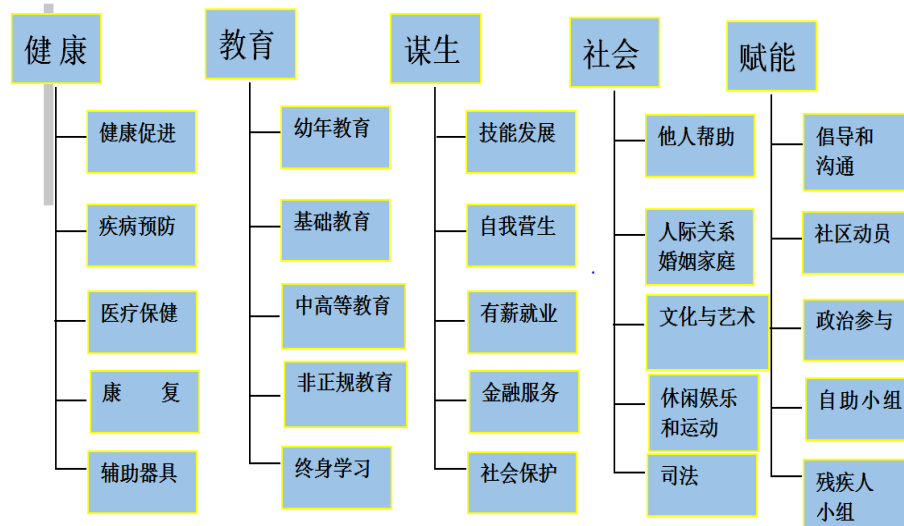 健 康
健康促进
疾病预防
医疗保健
康 复
辅助器具
教育
幼年教育
基础教育
中高等教育
非正规教育
终身学习
谋生
技能发展
自我营生
有薪就业
金融服务
社会保护
社会
他人帮助
人际关系
婚姻家庭
文化与艺术
休闲娱乐
和运动
司法
赋能
倡导和
沟通
社区动员
政治参与
自助小组
残疾人
小组